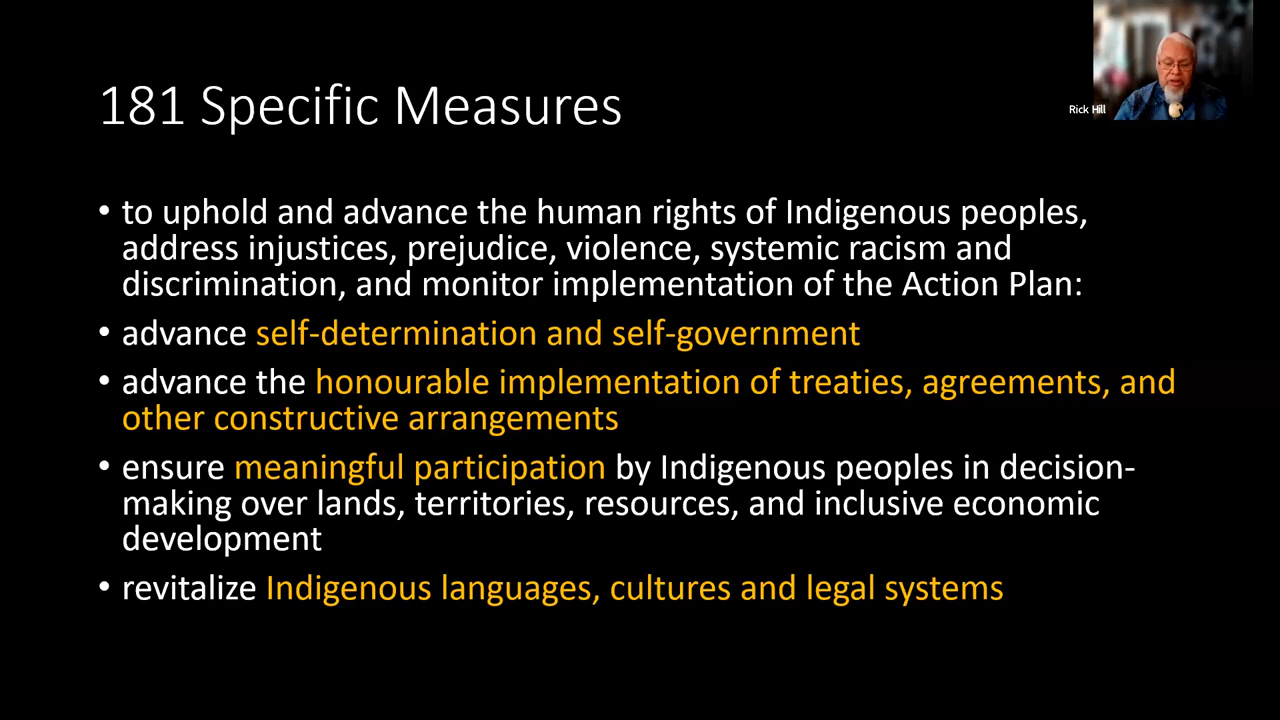 181 Specific Measures
Rick Hill
• to uphold and advance the human rights of Indigenous peoples,
address injustices, prejudice, violence, systemic racism and
discrimination, and monitor implementation of the Action Plan:
• advance self-determination and self-government
• advance the honourable implementation of treaties, agreements, and
other constructive arrangements
• ensure meaningful participation by Indigenous peoples in decision-
making over lands, territories, resources, and inclusive economic
development
• revitalize Indigenous languages, cultures and legal systems